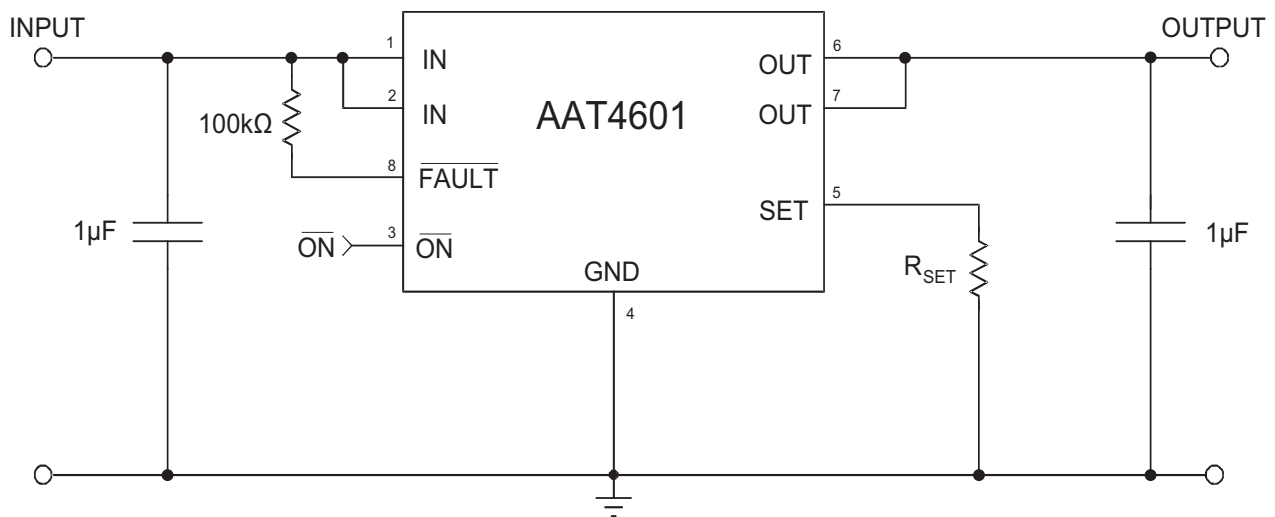 INPUT
OUTPUT
1
IN
6
OUT
2
IN
7
OUT
AAT4601
100kΩ
8
FAULT
5
SET
1µF
ON
3
ON
GND
4
R_SET
1µF